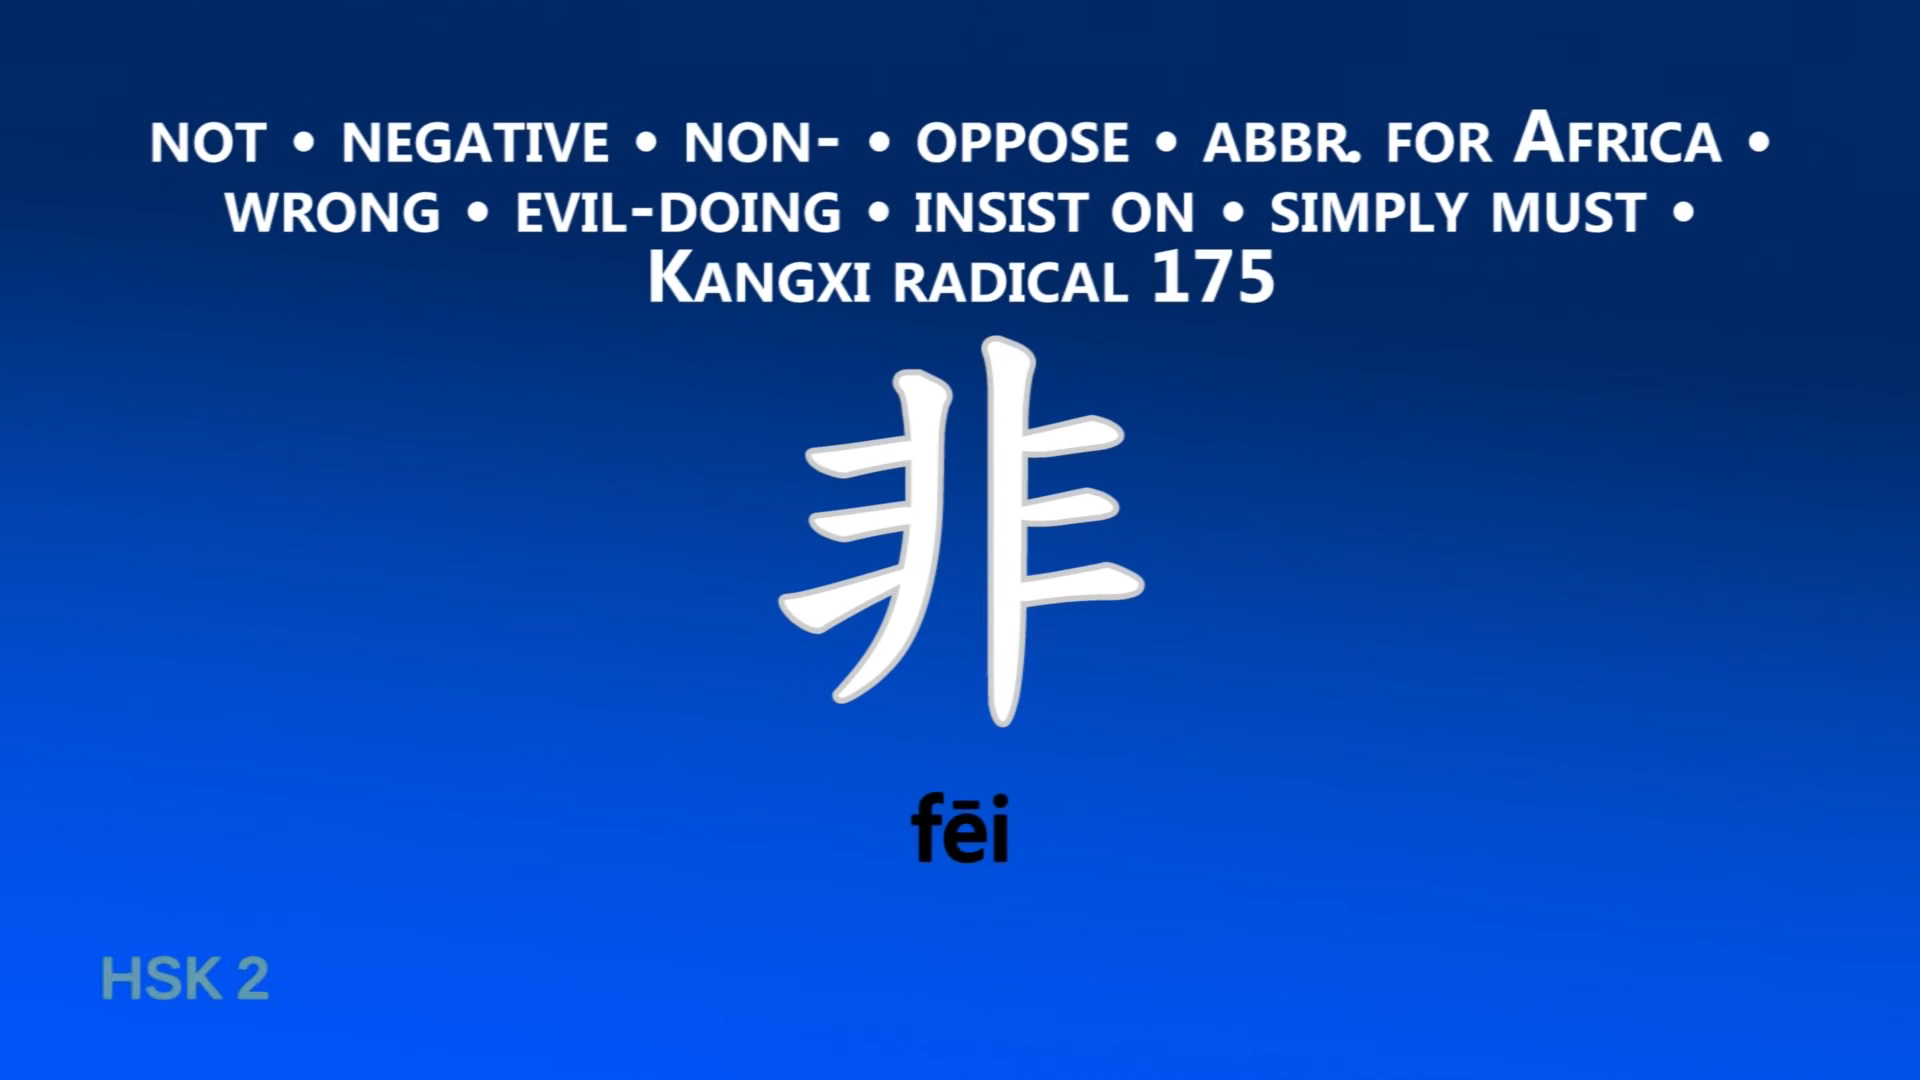 not • negative • non- • oppose • abbr. for Africa •
wrong • evil-doing • insist on • simply must •
Kangxi radical 175
非
fēi
HSK 2